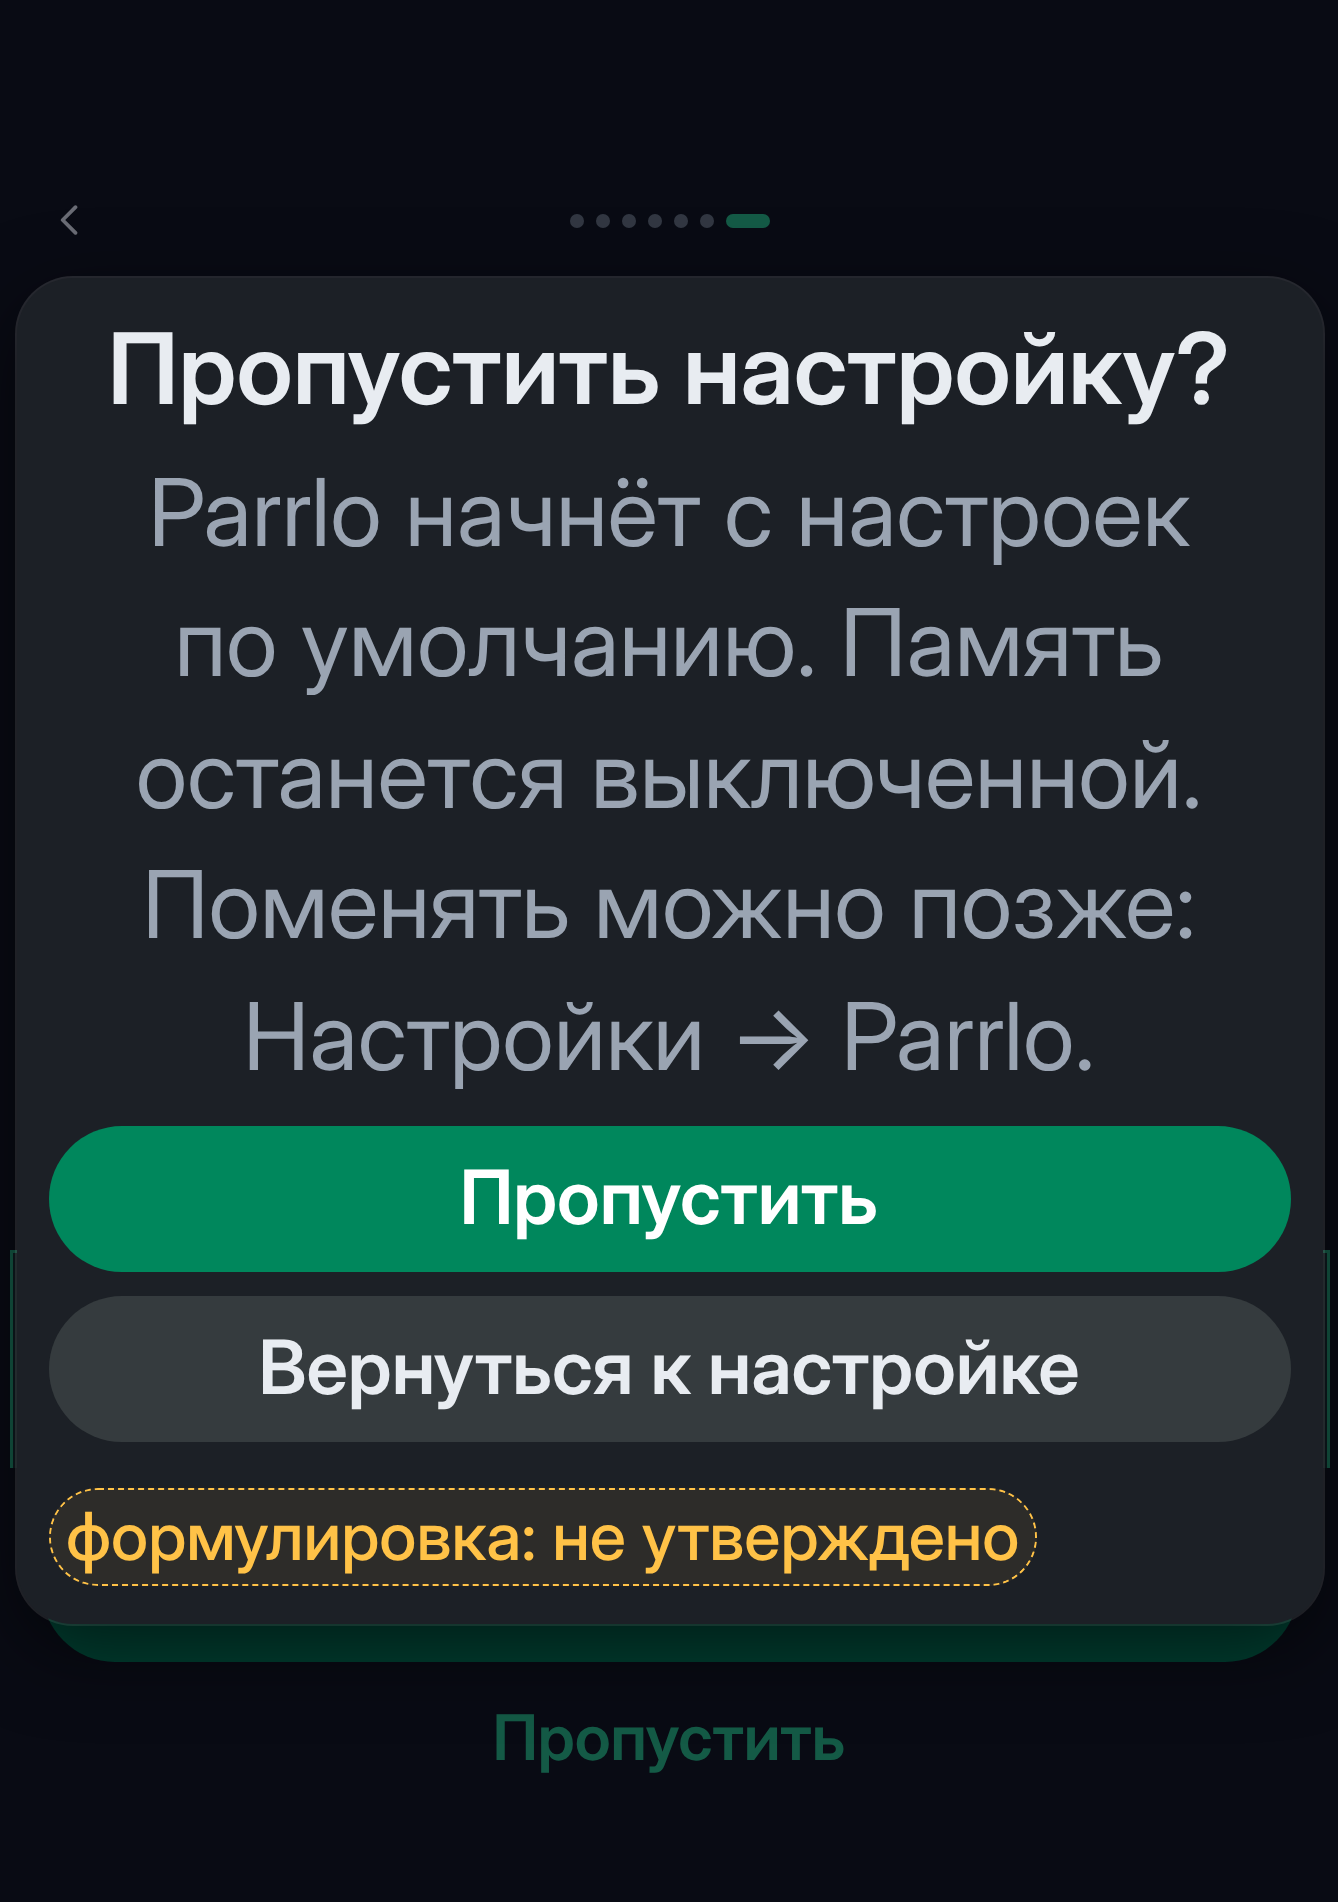 Пропустить настройку?
Parrlo начнёт с настроек
по умолчанию. Память
останется выключенной.
Поменять можно позже:
Настройки → Parrlo.
Пропустить
Вернуться к настройке
формулировка: не утверждено
Пропустить